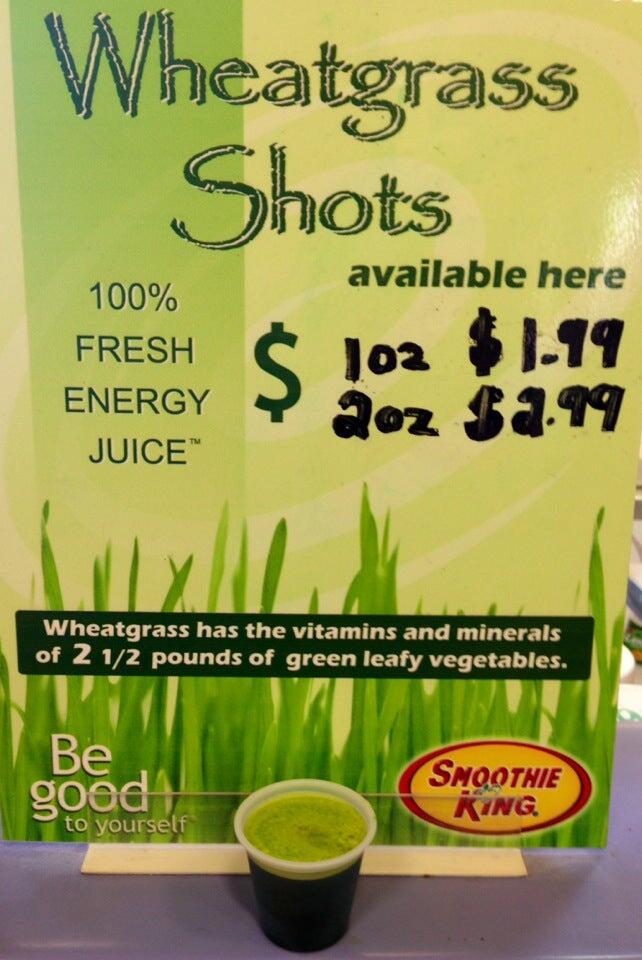 Wheatgrass
Shots
available here
100%
FRESH
ENERGY
JUICE™
$
1oz $1.99
2oz $2.99
Wheatgrass has the vitamins and minerals
of 2 1/2 pounds of green leafy vegetables.
Be
good
to yourself
SMOOTHIE
KING